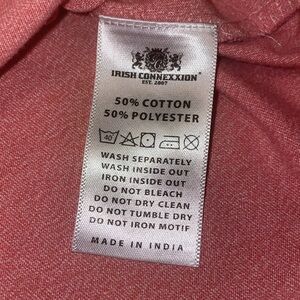 IRISH CONNEXXION®
EST. 2007
50% COTTON
50% POLYESTER
40
WASH SEPARATELY
WASH INSIDE OUT
IRON INSIDE OUT
DO NOT BLEACH
DO NOT DRY CLEAN
DO NOT TUMBLE DRY
DO NOT IRON MOTIF
MADE IN INDIA